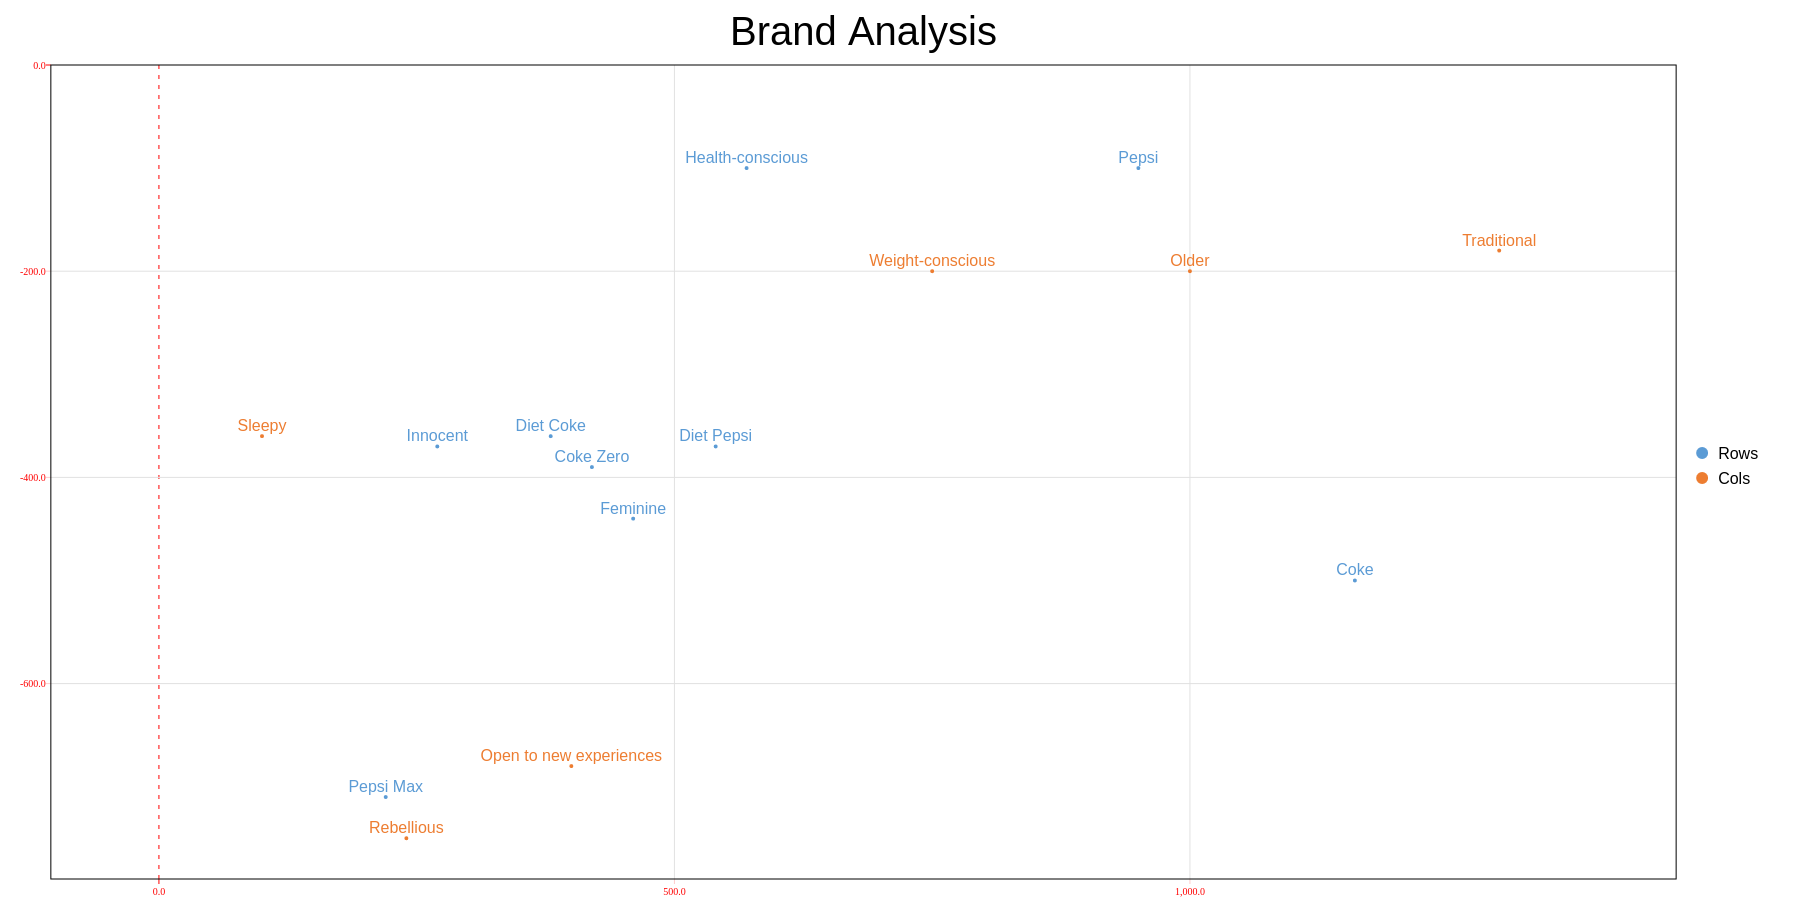 Brand Analysis
0.0
Health-conscious
Pepsi
Traditional
Weight-conscious
Older
-200.0
Sleepy
Innocent
Diet Coke
Diet Pepsi
Coke Zero
Rows
-400.0
Cols
Feminine
Coke
-600.0
Open to new experiences
Pepsi Max
Rebellious
0.0
500.0
1,000.0